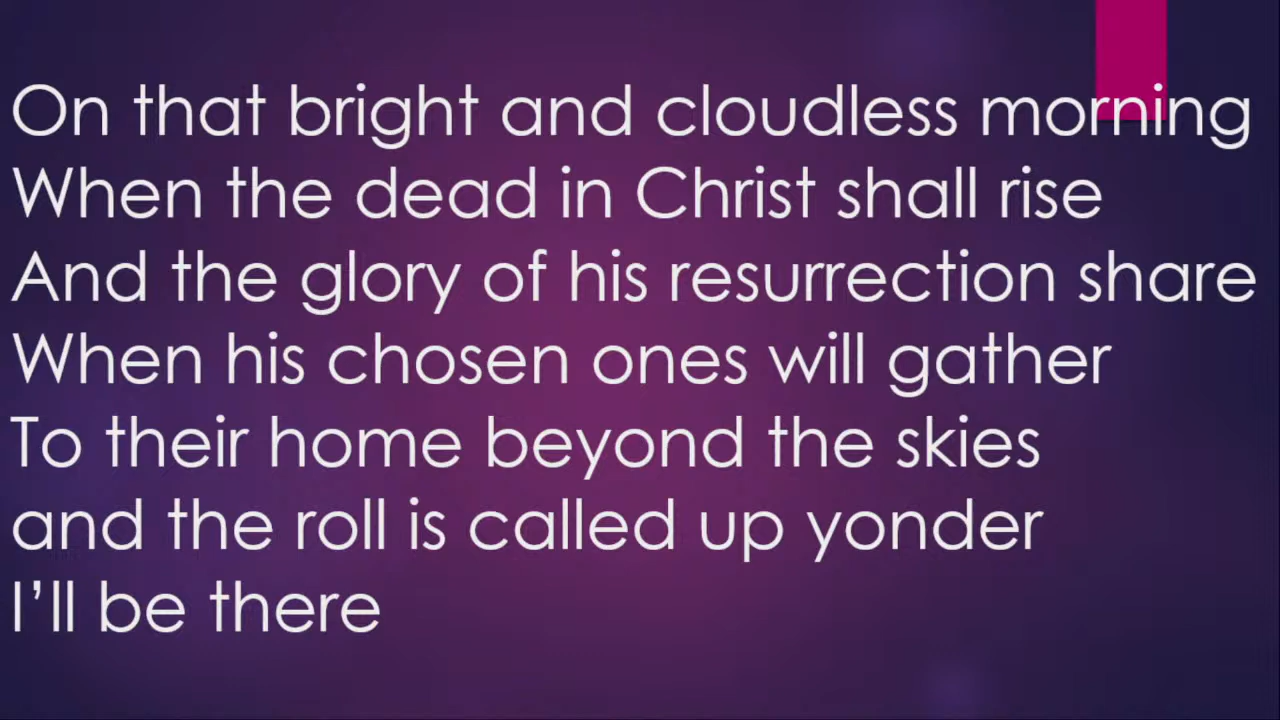 On that bright and cloudless morning
When the dead in Christ shall rise
And the glory of his resurrection share
When his chosen ones will gather
To their home beyond the skies
and the roll is called up yonder
I’ll be there